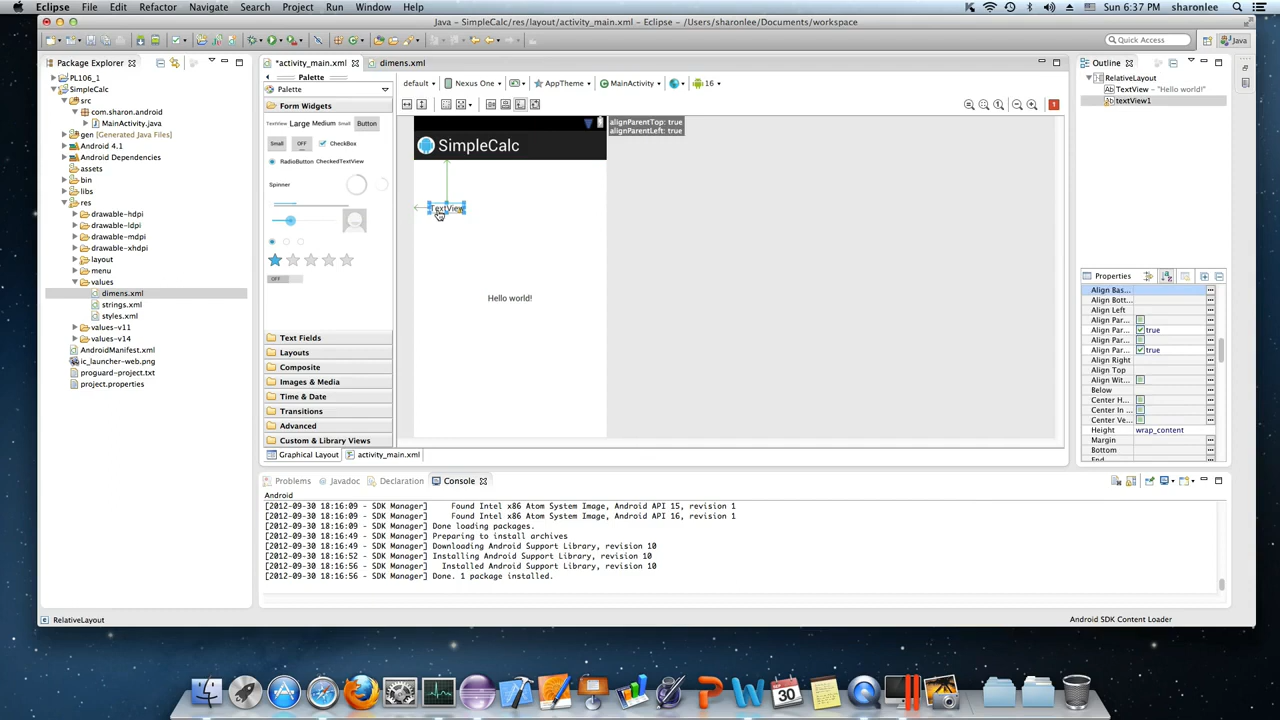 Eclipse File Edit Refactor Navigate Search Project Run Window Help Sun 6:37 PM sharonlee
Java – SimpleCalc/res/layout/activity_main.xml – Eclipse – /Users/sharonlee/Documents/workspace
Quick Access Java
Package Explorer
*activity_main.xml dimens.xml
Outline
PL106_1
SimpleCalc
src
com.sharon.android
MainActivity.java
gen [Generated Java Files]
Android 4.1
Android Dependencies
assets
bin
libs
res
drawable-hdpi
drawable-ldpi
drawable-mdpi
drawable-xhdpi
layout
menu
values
dimens.xml
strings.xml
styles.xml
values-v11
values-v14
AndroidManifest.xml
ic_launcher-web.png
proguard-project.txt
project.properties
Palette
Palette
Form Widgets
TextView Large Medium Small Button
Small OFF CheckBox
RadioButton CheckedTextView
Spinner
OFF
Text Fields
Layouts
Composite
Images & Media
Time & Date
Transitions
Advanced
Custom & Library Views
default Nexus One AppTheme MainActivity 16
1
alignParentTop: true
alignParentLeft: true
SimpleCalc
TextView
Hello world!
Graphical Layout activity_main.xml
RelativeLayout
TextView – "Hello world!"
textView1
Properties
Align Bas...
Align Bott...
Align Left
Align Par...
Align Par... true
Align Par...
Align Par... true
Align Right
Align Top
Align Wit...
Below
Center H...
Center In ...
Center Ve...
Height wrap_content
Margin
Bottom
End
Problems Javadoc Declaration Console
Android
[2012-09-30 18:16:09 - SDK Manager] Found Intel x86 Atom System Image, Android API 15, revision 1
[2012-09-30 18:16:09 - SDK Manager] Found Intel x86 Atom System Image, Android API 16, revision 1
[2012-09-30 18:16:09 - SDK Manager] Done loading packages.
[2012-09-30 18:16:09 - SDK Manager] Preparing to install archives
[2012-09-30 18:16:49 - SDK Manager] Downloading Android Support Library, revision 10
[2012-09-30 18:16:52 - SDK Manager] Installing Android Support Library, revision 10
[2012-09-30 18:16:56 - SDK Manager] Installed Android Support Library, revision 10
[2012-09-30 18:16:56 - SDK Manager] Done. 1 package installed.
RelativeLayout
Android SDK Content Loader
30